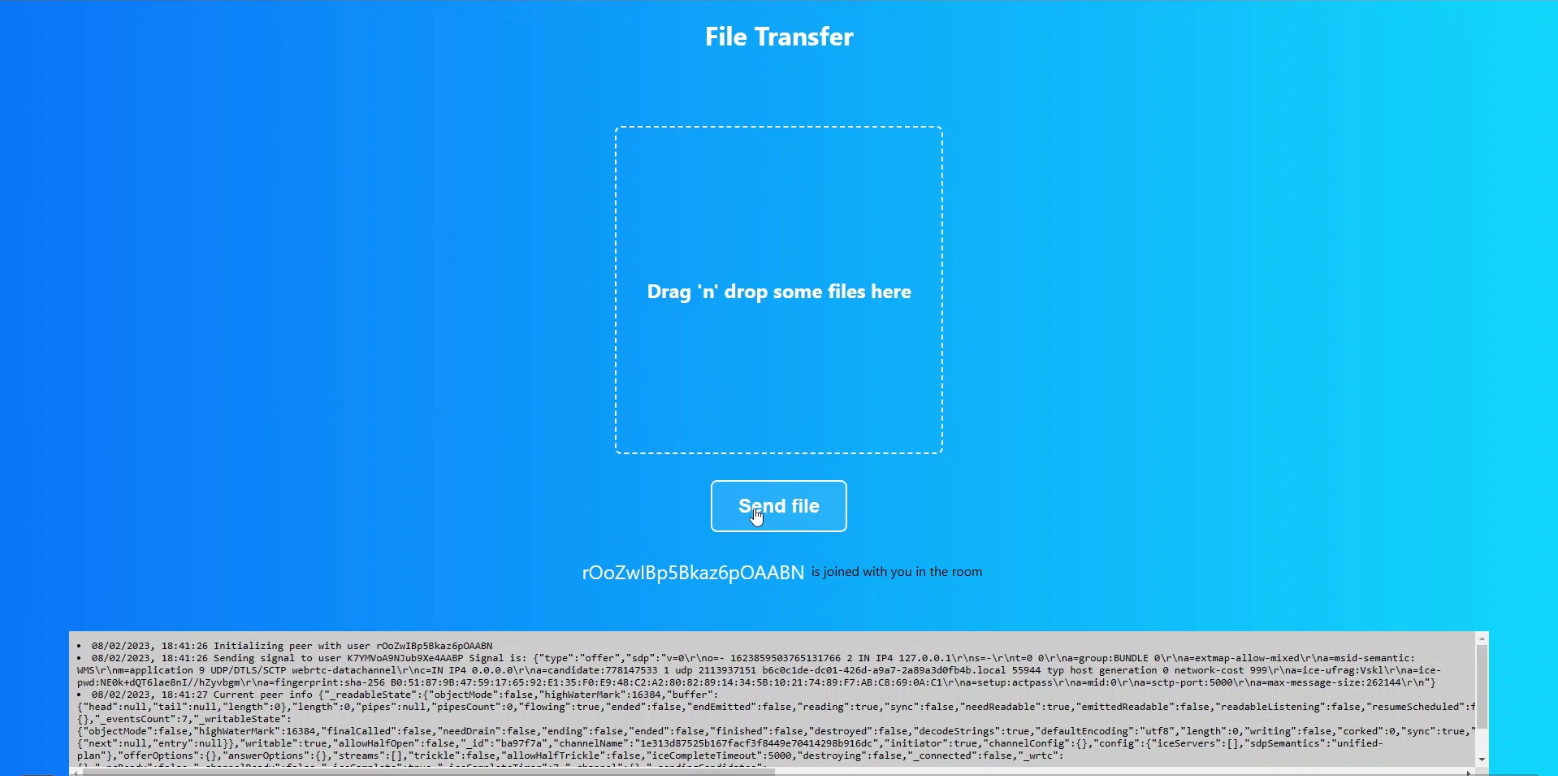 File Transfer
Drag 'n' drop some files here
Send file
rOoZwIBp5Bkaz6pOAABN is joined with you in the room
• 08/02/2023, 18:41:26 Initializing peer with user rOoZwIBp5Bkaz6pOAABN
• 08/02/2023, 18:41:26 Sending signal to user K7YMVoA9NJub9Xe4AABP Signal is: {"type":"offer","sdp":"v=0\r\no=- 1623859503765131766 2 IN IP4 127.0.0.1\r\ns=-\r\nt=0 0\r\na=group:BUNDLE 0\r\na=extmap-allow-mixed\r\na=msid-semantic:
WMS\r\nm=application 9 UDP/DTLS/SCTP webrtc-datachannel\r\nc=IN IP4 0.0.0.0\r\na=candidate:778147533 1 udp 2113937151 b6c0c1de-dc01-426d-a9a7-2a89a3d0fb4b.local 55944 typ host generation 0 network-cost 999\r\na=ice-ufrag:Vskl\r\na=ice-
pwd:NE0k+dQT6lae8nI//hZyvbgm\r\na=fingerprint:sha-256 B0:51:87:9B:47:59:17:65:92:E1:35:F0:E9:48:C2:A2:80:82:89:14:34:5B:10:21:74:89:F7:AB:C8:69:0A:C1\r\na=setup:actpass\r\na=mid:0\r\na=sctp-port:5000\r\na=max-message-size:262144\r\n"}
• 08/02/2023, 18:41:27 Current peer info {"_readableState":{"objectMode":false,"highWaterMark":16384,"buffer":
{"head":null,"tail":null,"length":0},"length":0,"pipes":null,"pipesCount":0,"flowing":true,"ended":false,"endEmitted":false,"reading":true,"sync":false,"needReadable":true,"emittedReadable":false,"readableListening":false,"resumeScheduled":f
{},"_eventsCount":7,"_writableState":
{"objectMode":false,"highWaterMark":16384,"finalCalled":false,"needDrain":false,"ending":false,"ended":false,"finished":false,"destroyed":false,"decodeStrings":true,"defaultEncoding":"utf8","length":0,"writing":false,"corked":0,"sync":true,"
{"next":null,"entry":null}},"writable":true,"allowHalfOpen":false,"_id":"ba97f7a","channelName":"1e313d87525b167facf3f8449e70414298b916dc","initiator":true,"channelConfig":{},"config":{"iceServers":[],"sdpSemantics":"unified-
plan"},"offerOptions":{},"answerOptions":{},"streams":[],"trickle":false,"allowHalfTrickle":false,"iceCompleteTimeout":5000,"destroying":false,"_connected":false,"_wrtc":